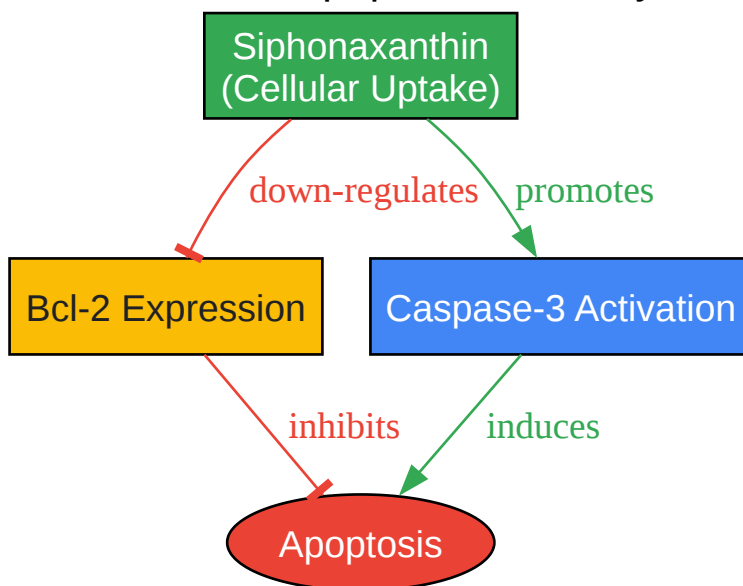 Siphonaxanthin
(Cellular Uptake)
down-regulates
promotes
Bcl-2 Expression
Caspase-3 Activation
inhibits
induces
Apoptosis